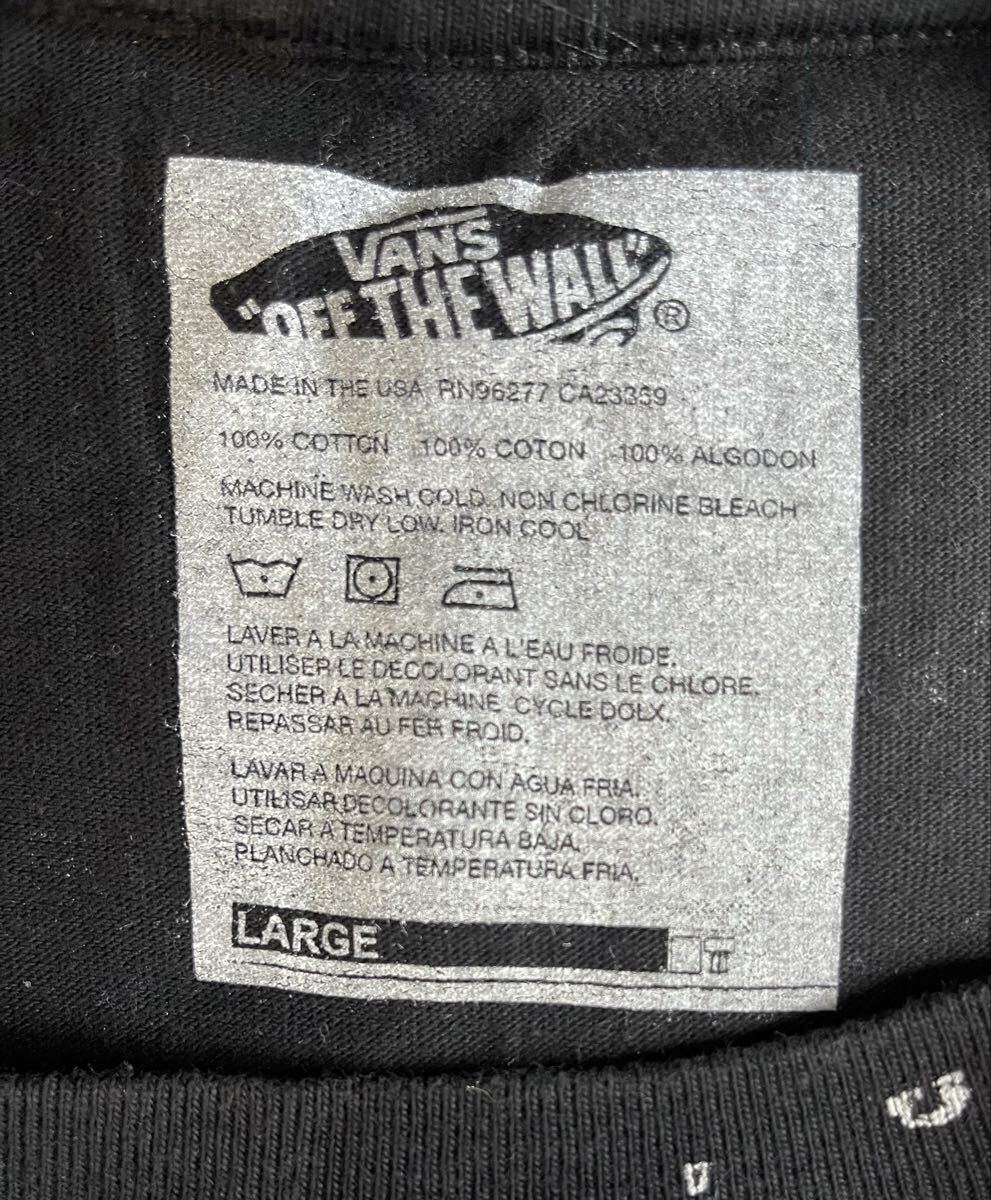 VANS
"OFF THE WALL"
®
MADE IN THE USA RN96277 CA23359
100% COTTON 100% COTON 100% ALGODON
MACHINE WASH COLD. NON CHLORINE BLEACH
TUMBLE DRY LOW. IRON COOL
LAVER A LA MACHINE A L'EAU FROIDE.
UTILISER LE DECOLORANT SANS LE CHLORE.
SECHER A LA MACHINE CYCLE DOLX.
REPASSAR AU FER FROID.
LAVAR A MAQUINA CON AGUA FRIA.
UTILISAR DECOLORANTE SIN CLORO.
SECAR A TEMPERATURA BAJA.
PLANCHADO A TEMPERATURA FRIA.
LARGE